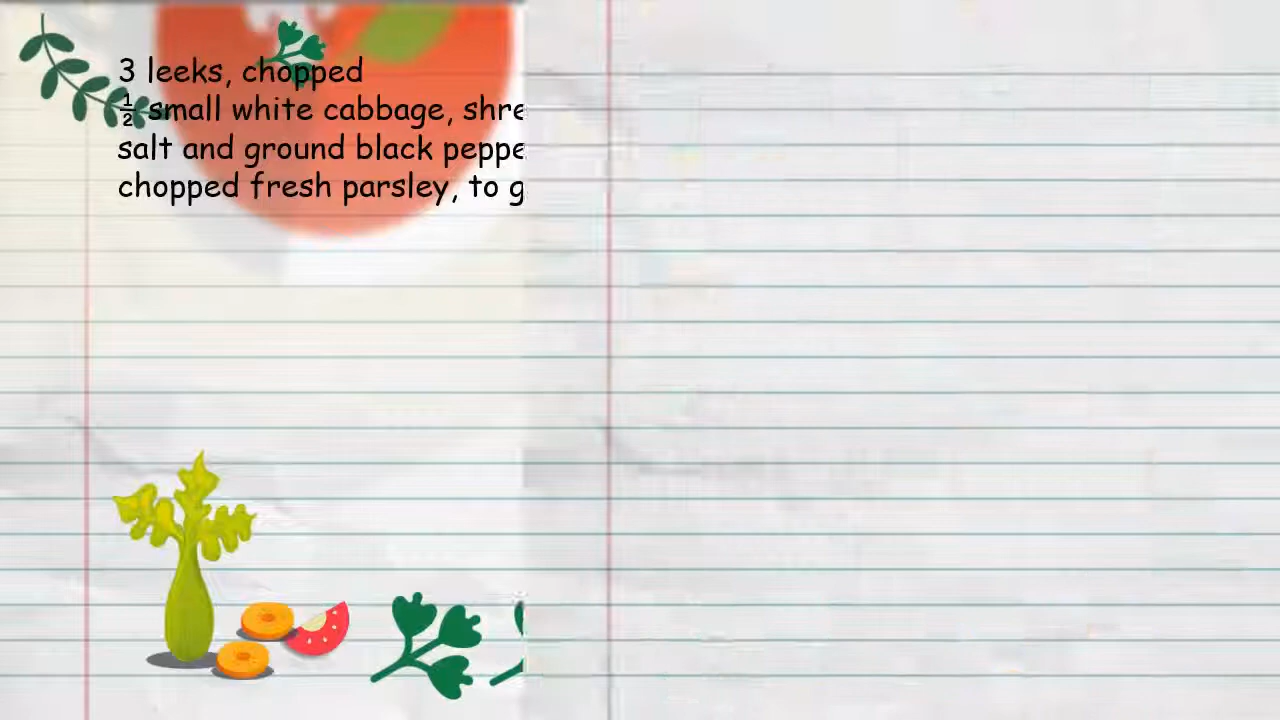 3 leeks, chopped
½ small white cabbage, shre
salt and ground black peppe
chopped fresh parsley, to g